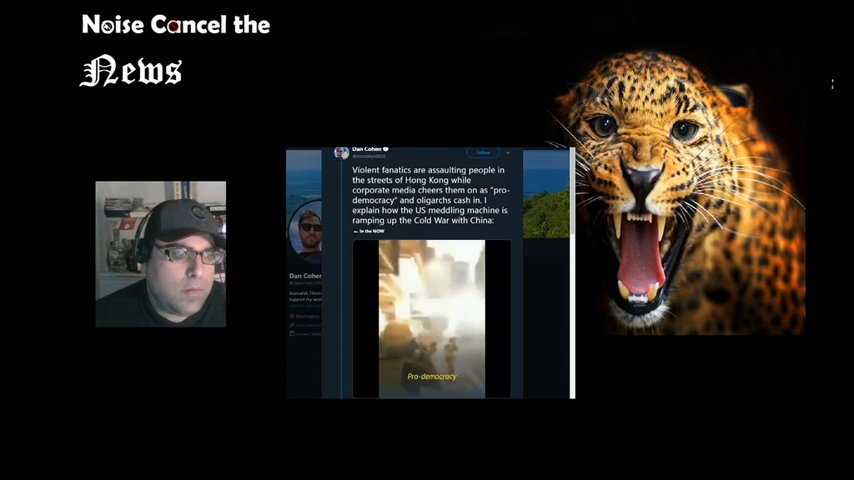 Noise Cancel the
News
Dan Cohen
Follow
Violent fanatics are assaulting people in
the streets of Hong Kong while
corporate media cheers them on as "pro-
democracy" and oligarchs cash in. I
explain how the US meddling machine is
ramping up the Cold War with China:
in the NOW
Dan Cohen
Pro-democracy